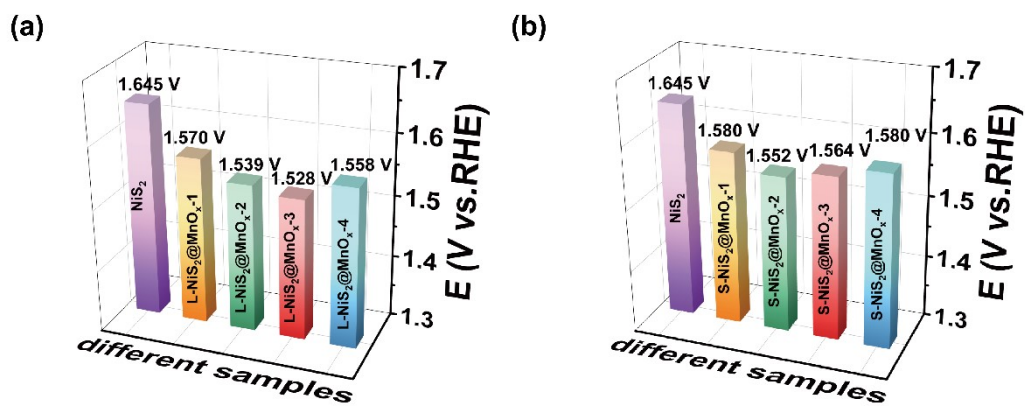 (a)
1.645 V
1.570 V
1.539 V
1.528 V
1.558 V
NiS₂
L-NiS₂@MnOₓ-1
L-NiS₂@MnOₓ-2
L-NiS₂@MnOₓ-3
L-NiS₂@MnOₓ-4
1.7
1.6
1.5
1.4
1.3
E (V vs.RHE)
different samples
(b)
1.645 V
1.580 V
1.552 V
1.564 V
1.580 V
NiS₂
S-NiS₂@MnOₓ-1
S-NiS₂@MnOₓ-2
S-NiS₂@MnOₓ-3
S-NiS₂@MnOₓ-4
1.7
1.6
1.5
1.4
1.3
E (V vs.RHE)
different samples